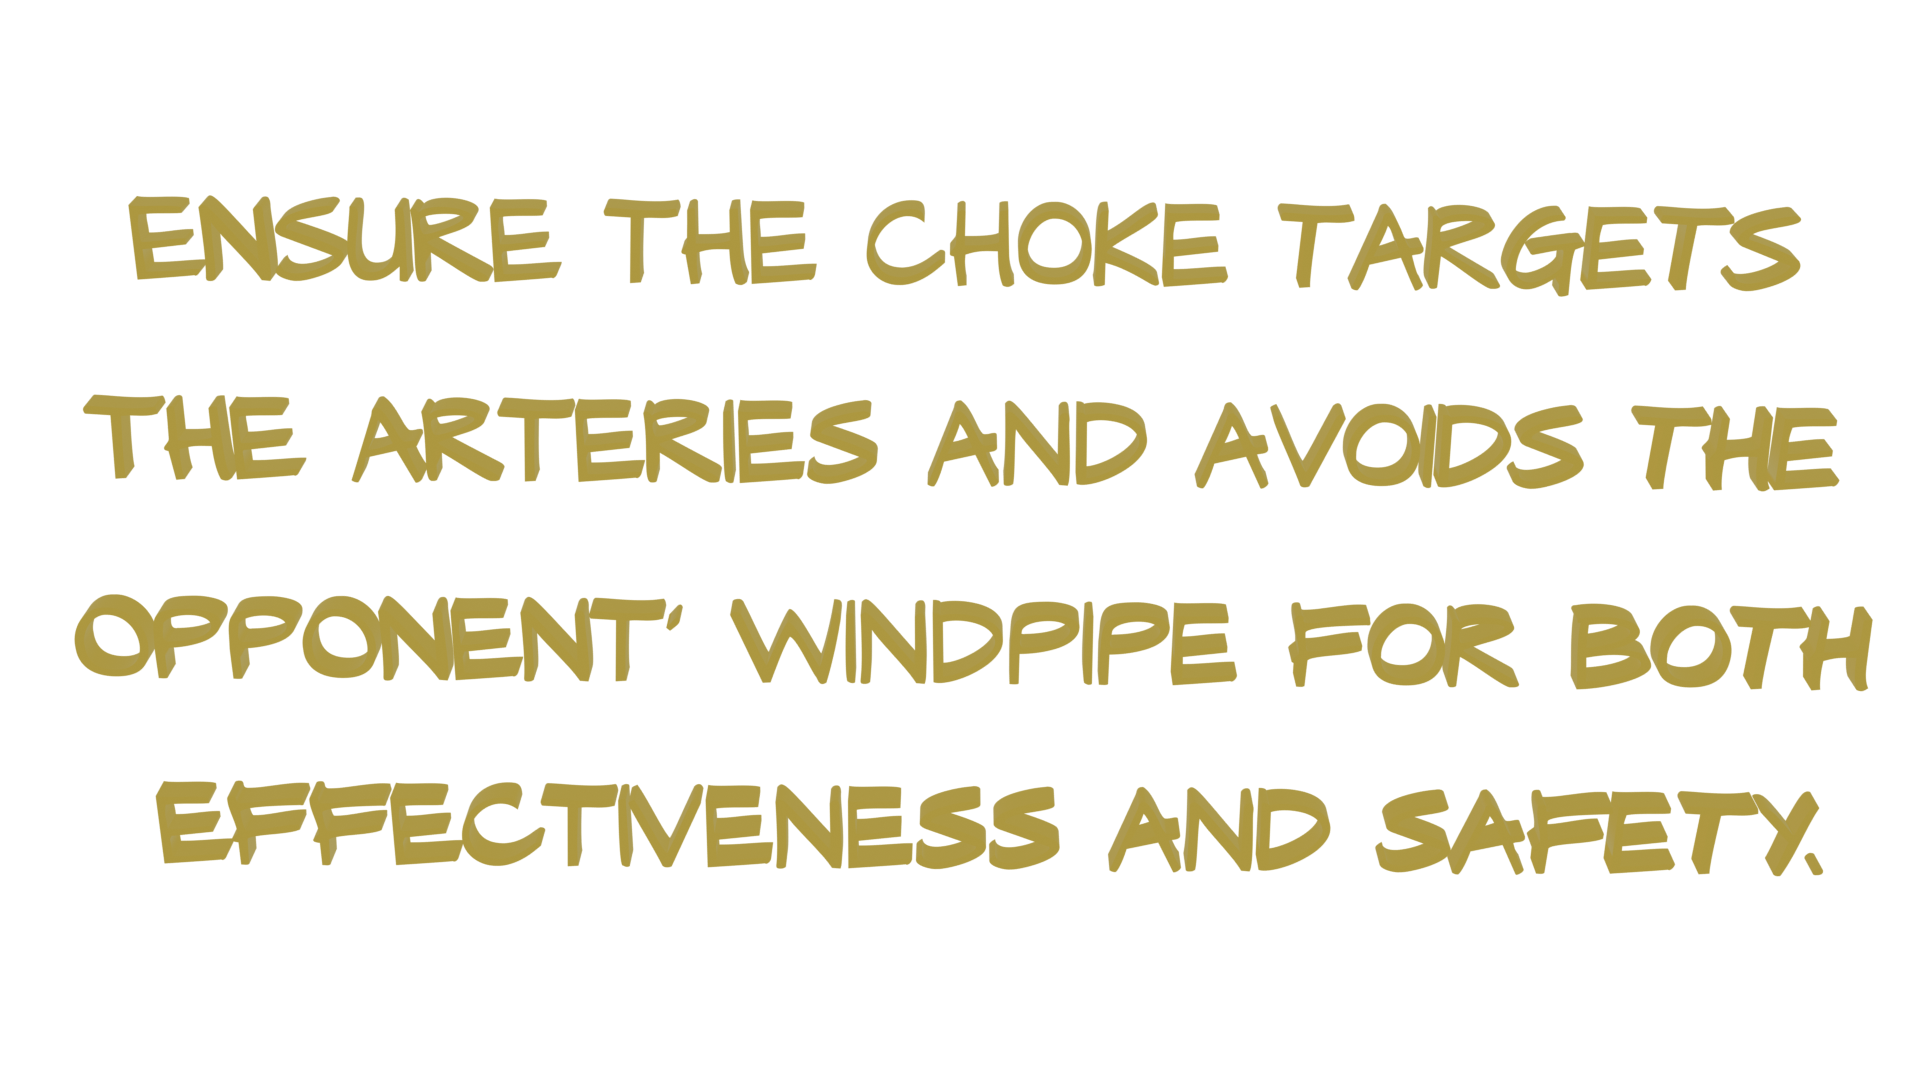 ENSURE THE CHOKE TARGETS
THE ARTERIES AND AVOIDS THE
OPPONENT' WINDPIPE FOR BOTH
EFFECTIVENESS AND SAFETY.